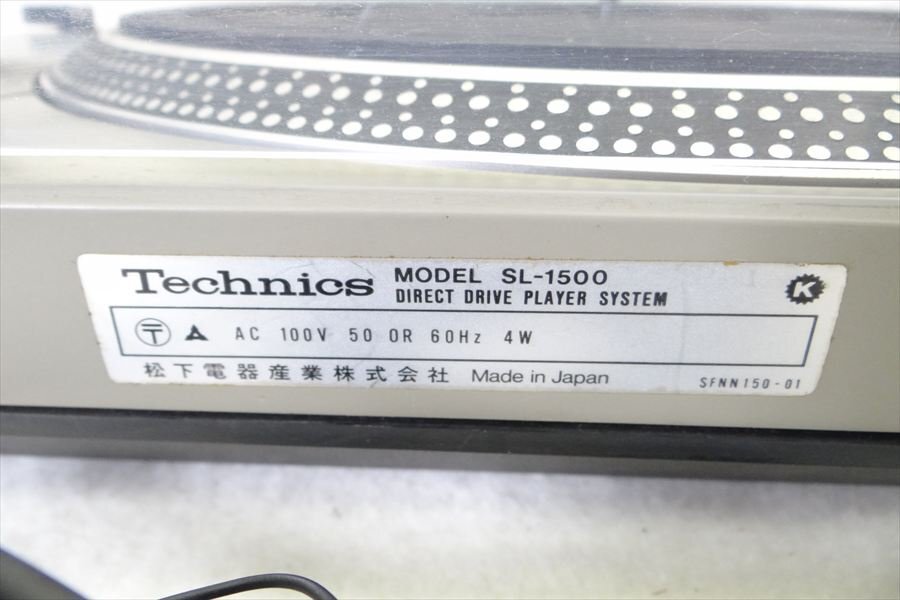 Technics MODEL SL-1500
DIRECT DRIVE PLAYER SYSTEM
K
〒 AC 100V 50 OR 60Hz 4W
松下電器産業株式会社 Made in Japan SFNN150-01